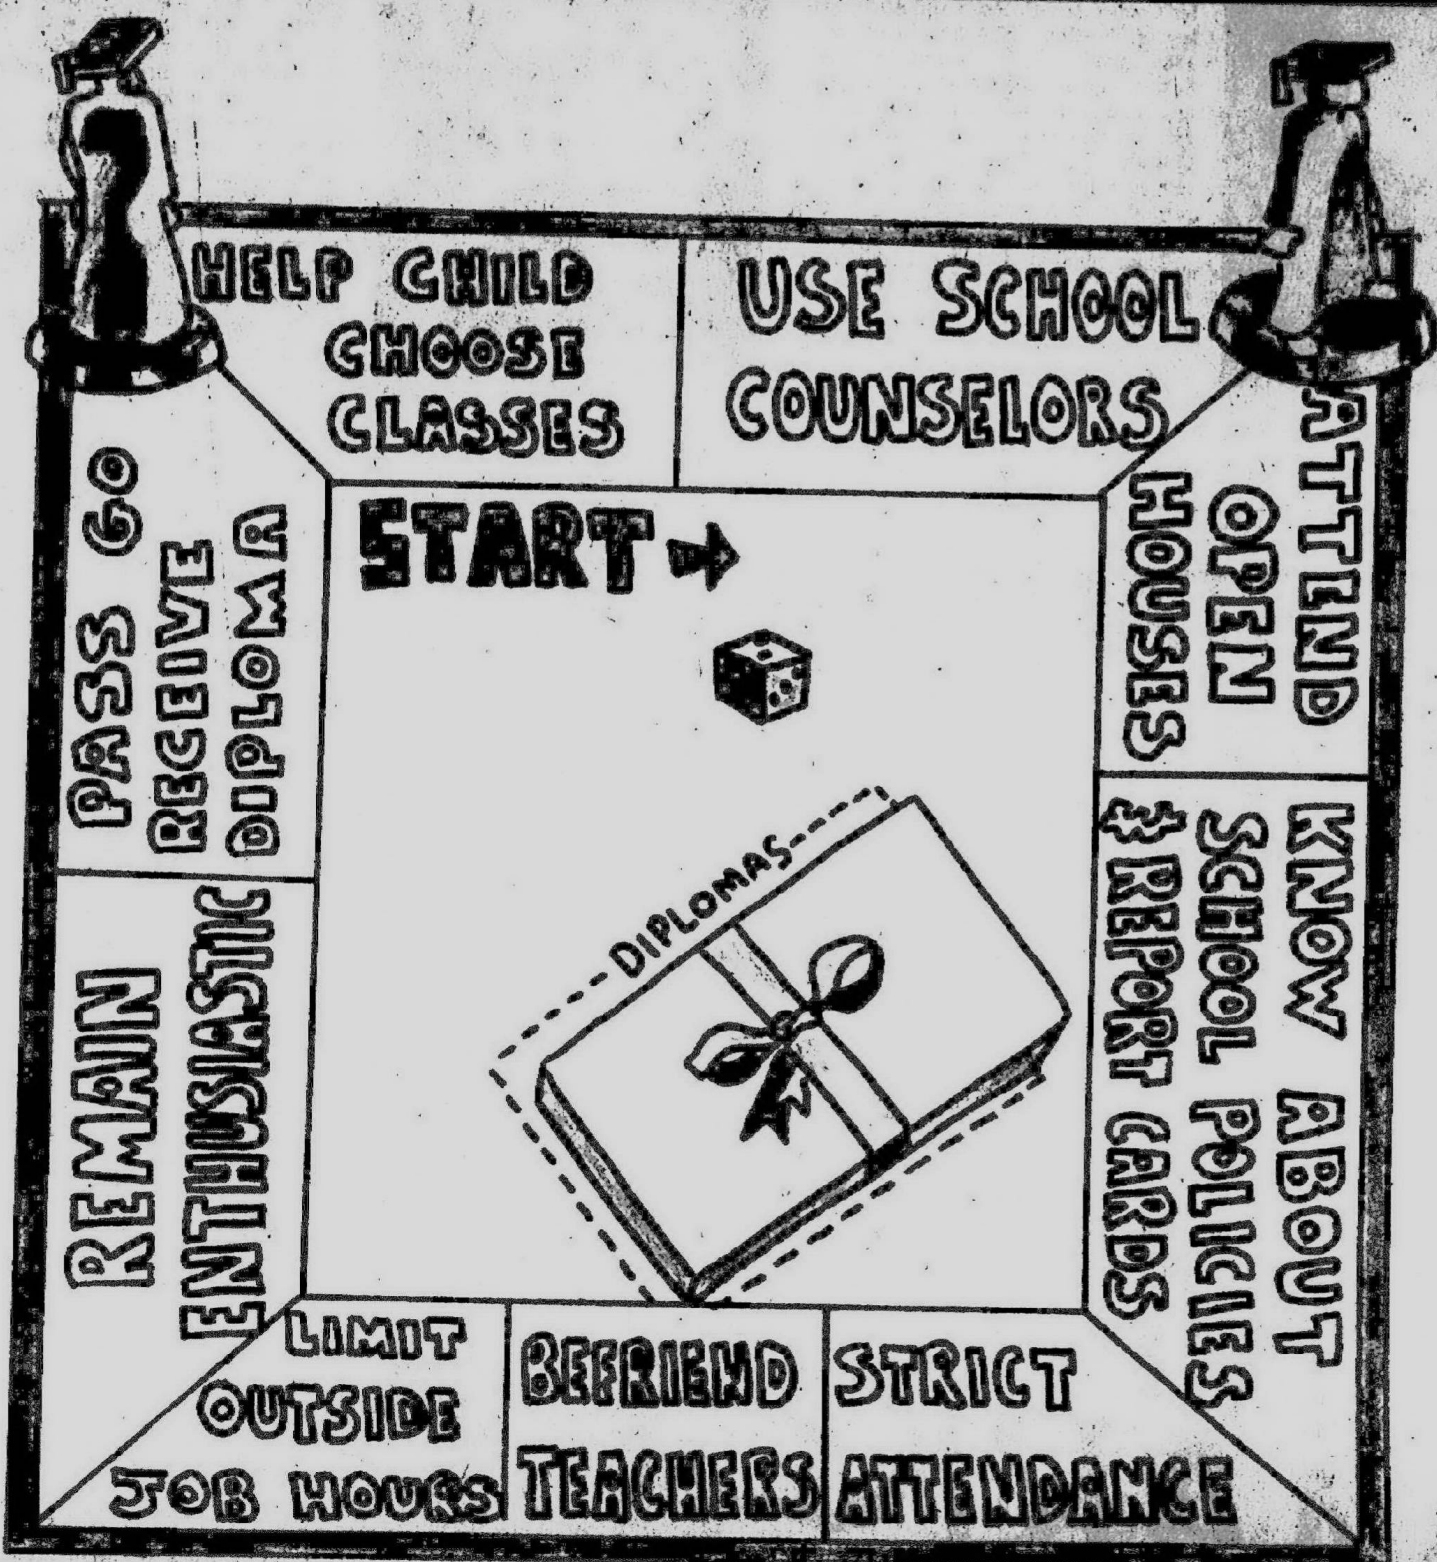 HELP CHILD
CHOOSE
CLASSES
USE SCHOOL
COUNSELORS
ATTEND
OPEN
HOUSES
KNOW ABOUT
SCHOOL POLICIES
& REPORT CARDS
STRICT
ATTENDANCE
BEFRIEND
TEACHERS
LIMIT
OUTSIDE
JOB HOURS
REMAIN
ENTHUSIASTIC
PASS GO
RECEIVE
DIPLOMA
START
DIPLOMAS